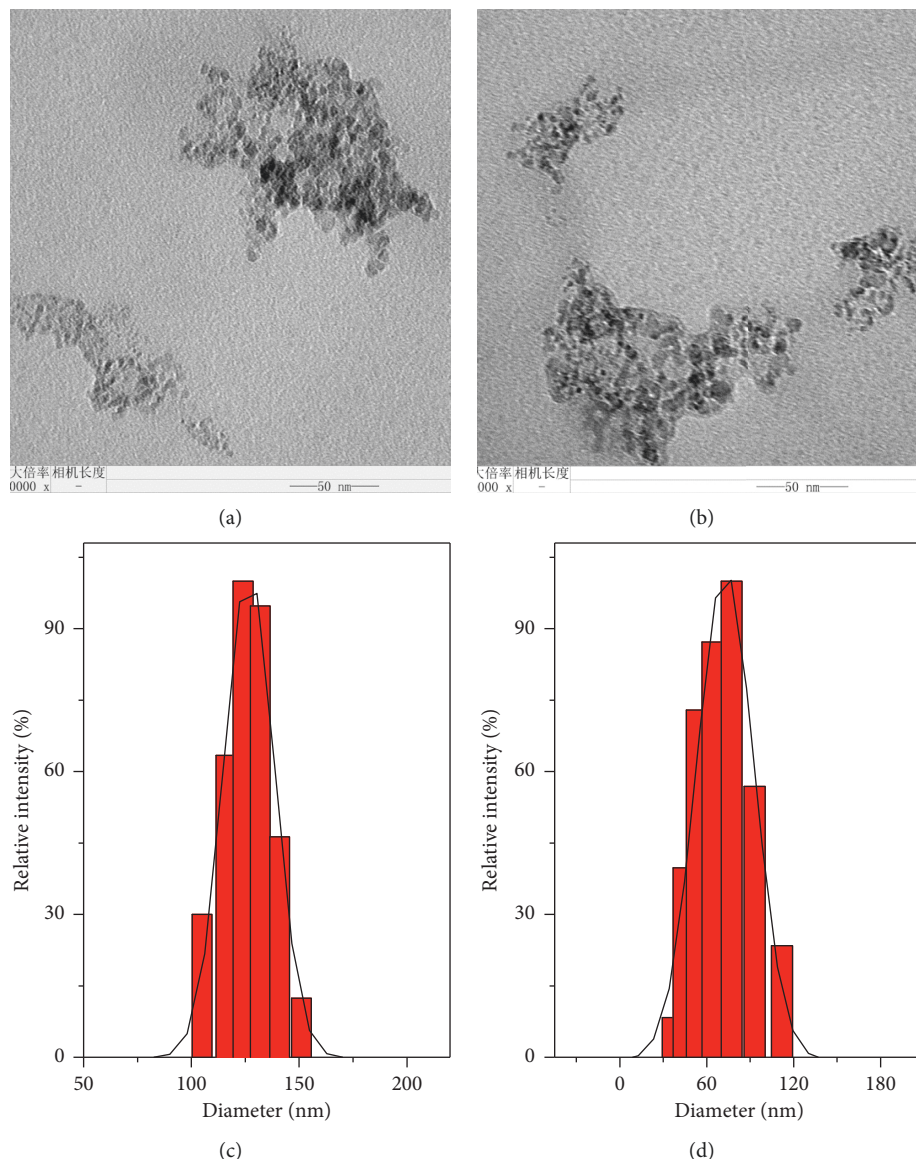 大倍率 相机长度
0000 x - 50 nm
(a)
大倍率 相机长度
000 x - 50 nm
(b)
90
60
30
0
50 100 150 200
Relative intensity (%)
Diameter (nm)
(c)
90
60
30
0
0 60 120 180
Relative intensity (%)
Diameter (nm)
(d)